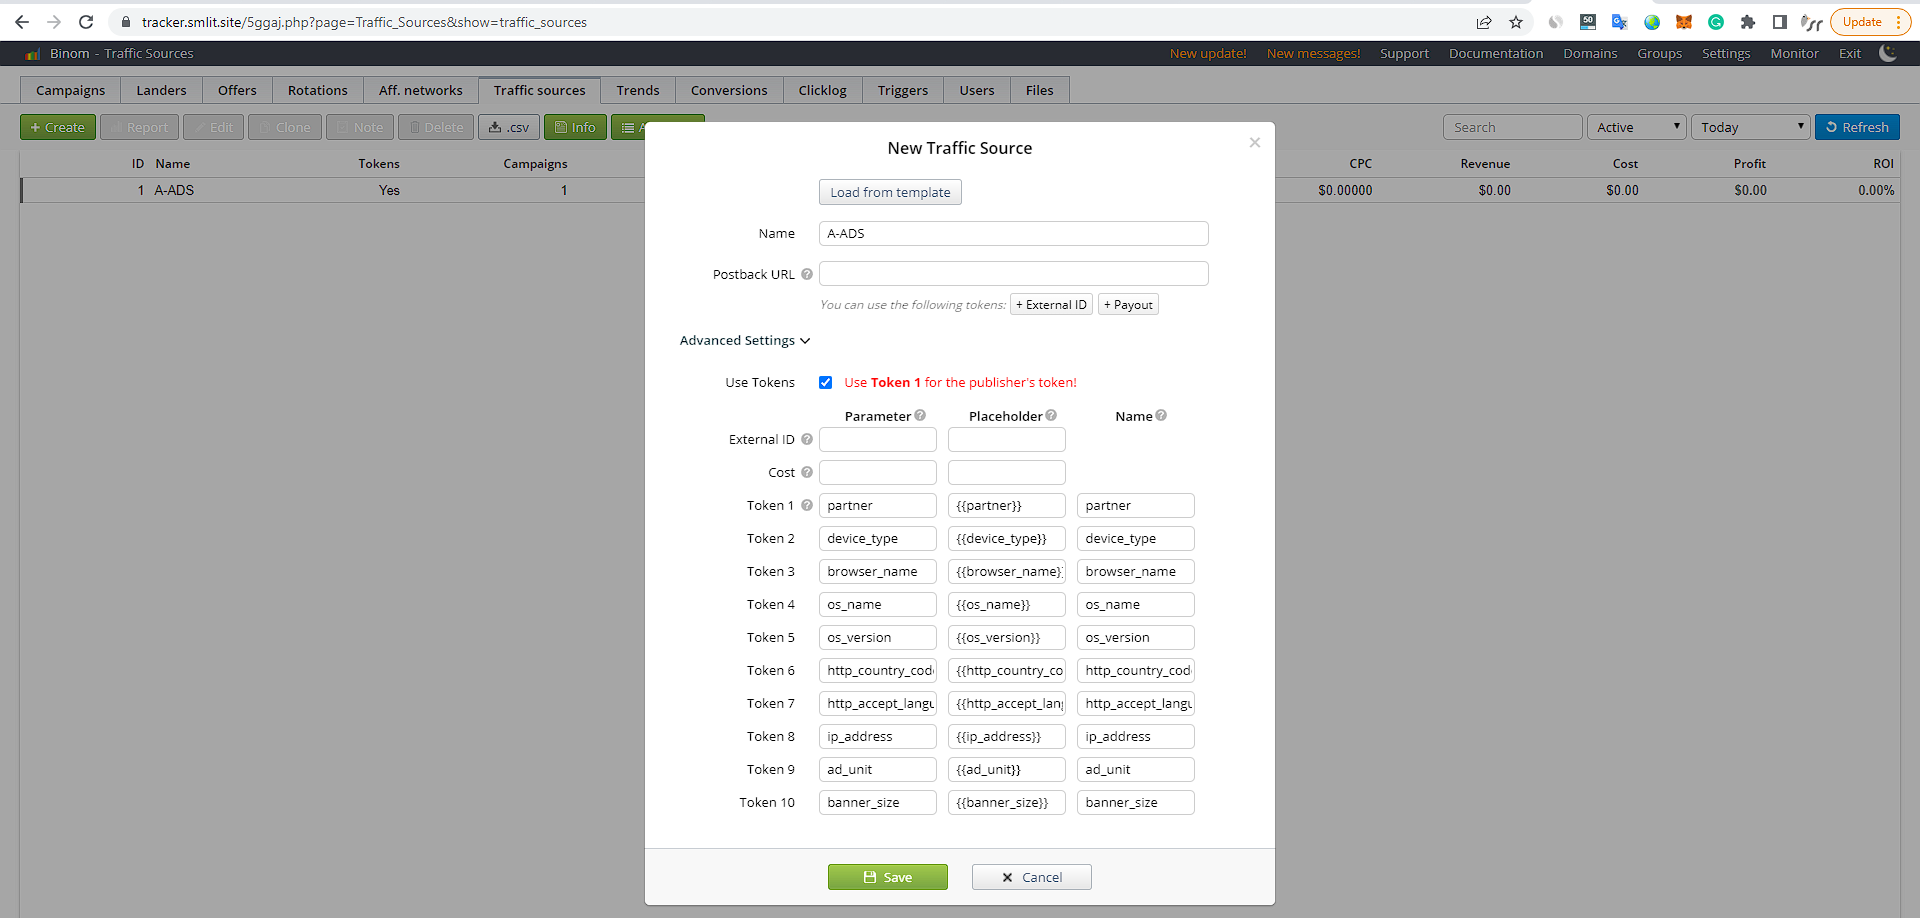 tracker.smlit.site/5ggaj.php?page=Traffic_Sources&show=traffic_sources
50
Update
Binom - Traffic Sources
New update! New messages! Support Documentation Domains Groups Settings Monitor Exit
Campaigns Landers Offers Rotations Aff. networks Traffic sources Trends Conversions Clicklog Triggers Users Files
+ Create Report Edit Clone Note Delete .csv Info
Search Active Today Refresh
ID Name Tokens Campaigns CPC Revenue Cost Profit ROI
1 A-ADS Yes 1 $0.00000 $0.00 $0.00 $0.00 0.00%
New Traffic Source
Load from template
Name A-ADS
Postback URL ?
You can use the following tokens: + External ID + Payout
Advanced Settings
Use Tokens Use Token 1 for the publisher's token!
Parameter ? Placeholder ? Name ?
External ID ?
Cost ?
Token 1 ? partner {{partner}} partner
Token 2 device_type {{device_type}} device_type
Token 3 browser_name {{browser_name}} browser_name
Token 4 os_name {{os_name}} os_name
Token 5 os_version {{os_version}} os_version
Token 6 http_country_cod {{http_country_co http_country_cod
Token 7 http_accept_langu {{http_accept_lang http_accept_langu
Token 8 ip_address {{ip_address}} ip_address
Token 9 ad_unit {{ad_unit}} ad_unit
Token 10 banner_size {{banner_size}} banner_size
Save Cancel